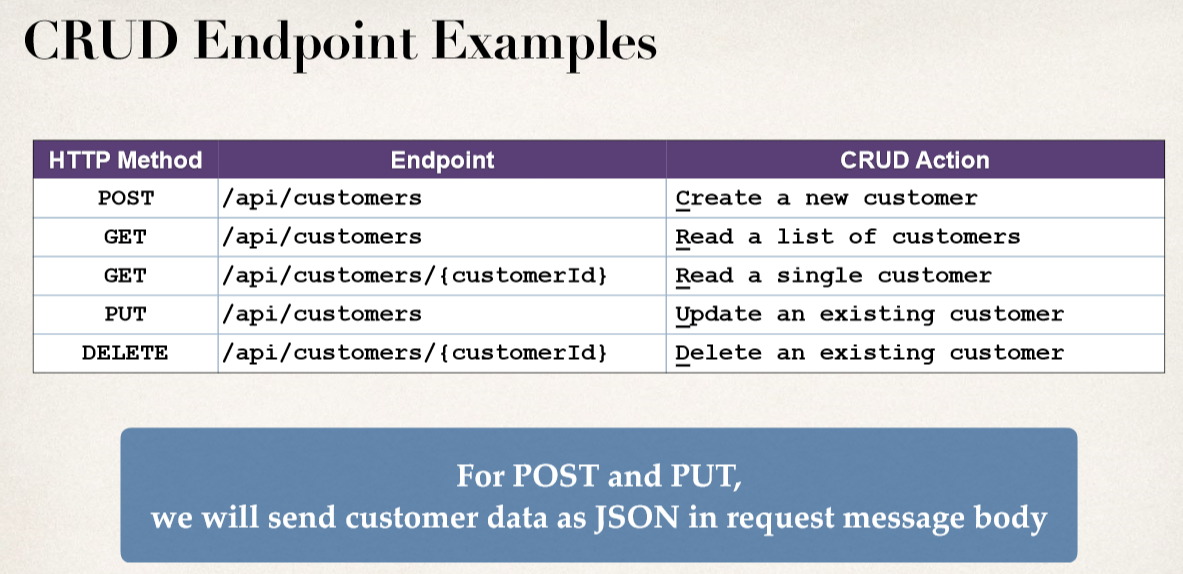 CRUD Endpoint Examples
HTTP Method Endpoint CRUD Action
POST /api/customers Create a new customer
GET /api/customers Read a list of customers
GET /api/customers/{customerId} Read a single customer
PUT /api/customers Update an existing customer
DELETE /api/customers/{customerId} Delete an existing customer
For POST and PUT,
we will send customer data as JSON in request message body